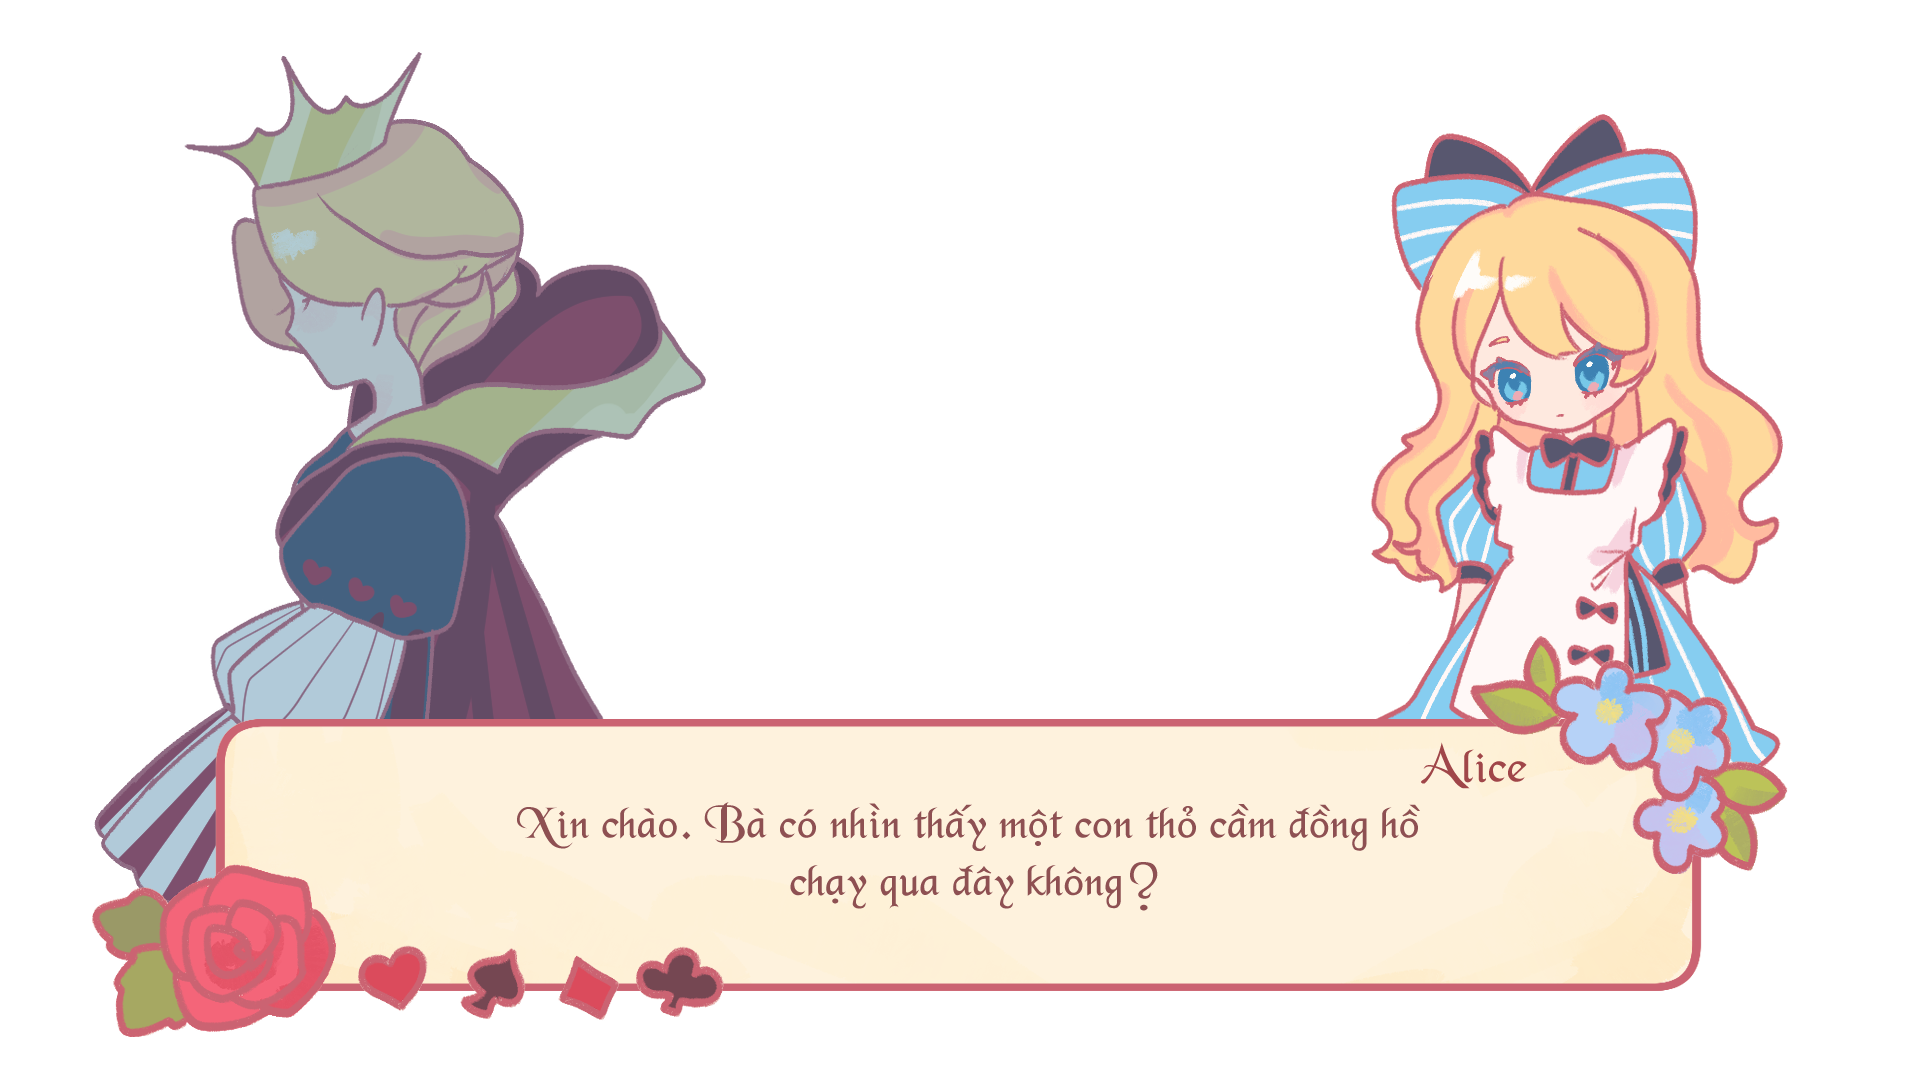 Alice
Xin chào. Bà có nhìn thấy một con thỏ cầm đồng hồ
chạy qua đây không?